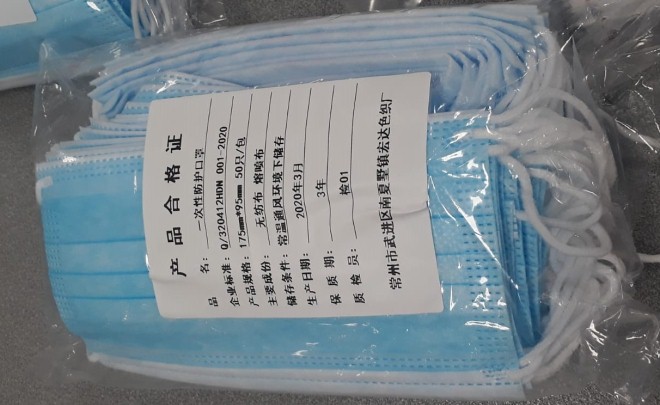 产品合格证
品 名: 一次性防护口罩
企业标准: Q/320412HDN 001-2020
产品规格: 175mm*95mm 50只/包
主要成份: 无纺布 熔喷布
储存条件: 常温通风环境下储存
生产日期: 2020年3月
保 质 期: 3年
质 检 员: 检01
常州市武进区南夏墅镇宏达色织厂